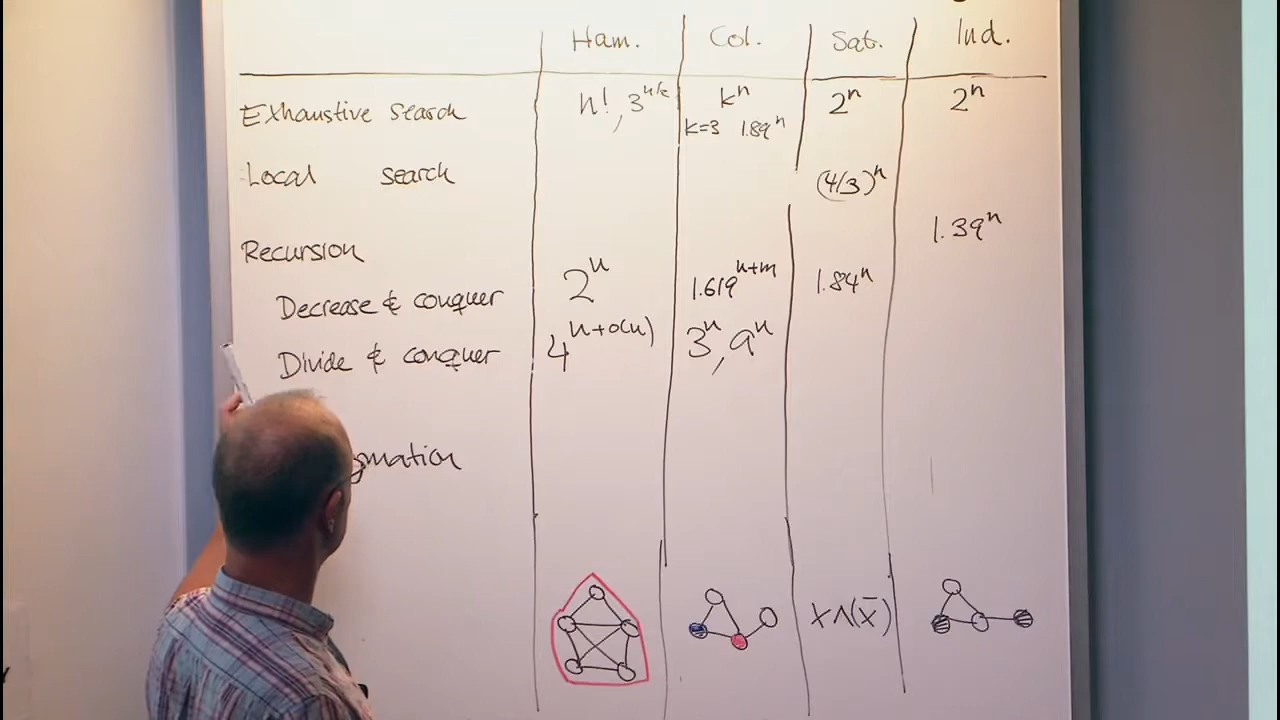 Ham. Col. Sat. Ind.
Exhaustive search n!, 3^{n/k} k^n 2^n 2^n
k=3 1.89^n
Local search (4/3)^n
1.39^n
Recursion
Decrease & conquer 2^n 1.619^{n+m} 1.84^n
Divide & conquer 4^{n+o(n)} 3^n, 9^n
x∧(x̄)